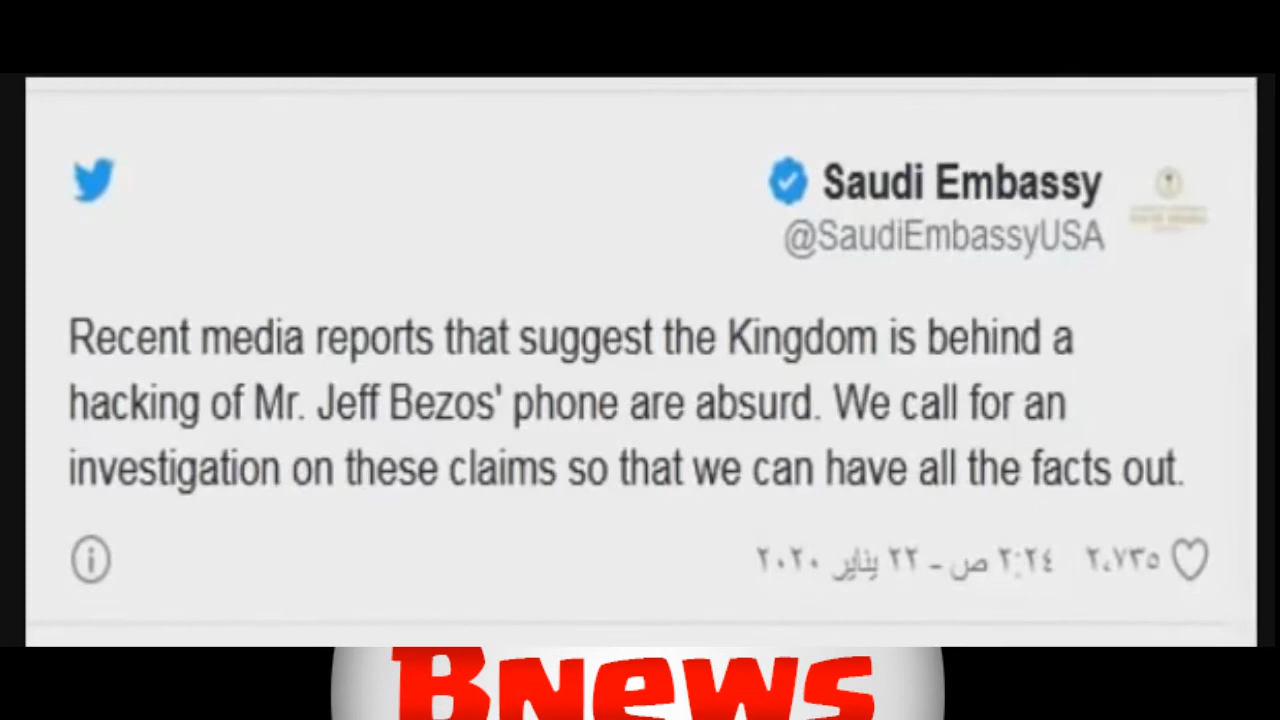 Saudi Embassy
@SaudiEmbassyUSA
Recent media reports that suggest the Kingdom is behind a
hacking of Mr. Jeff Bezos' phone are absurd. We call for an
investigation on these claims so that we can have all the facts out.
٢،٧٣٥ ٢:٢٤ ص - ٢٢ يناير ٢٠٢٠
Bnews